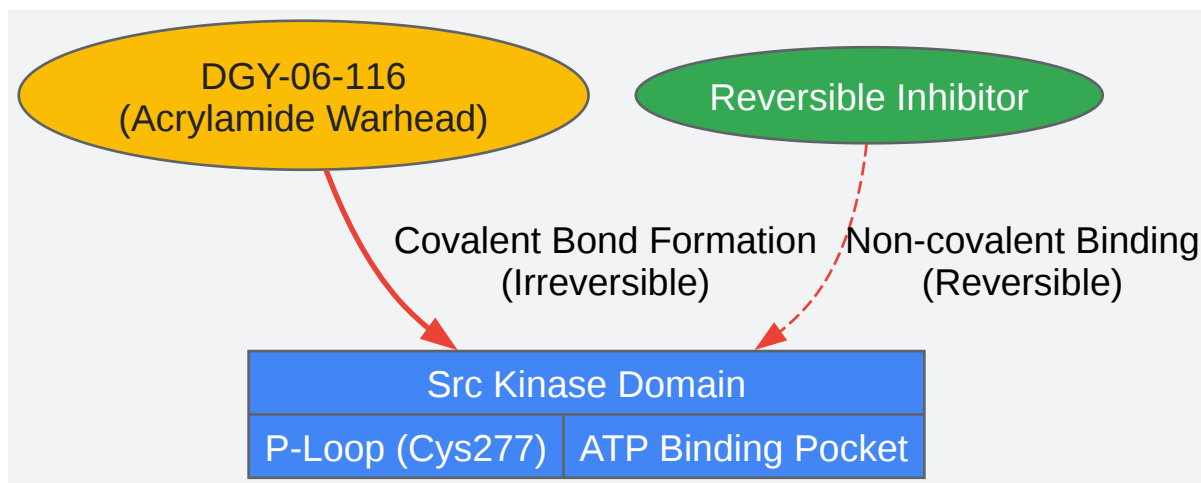 DGY-06-116
(Acrylamide Warhead)
Reversible Inhibitor
Covalent Bond Formation
(Irreversible)
Non-covalent Binding
(Reversible)
Src Kinase Domain
P-Loop (Cys277)
ATP Binding Pocket